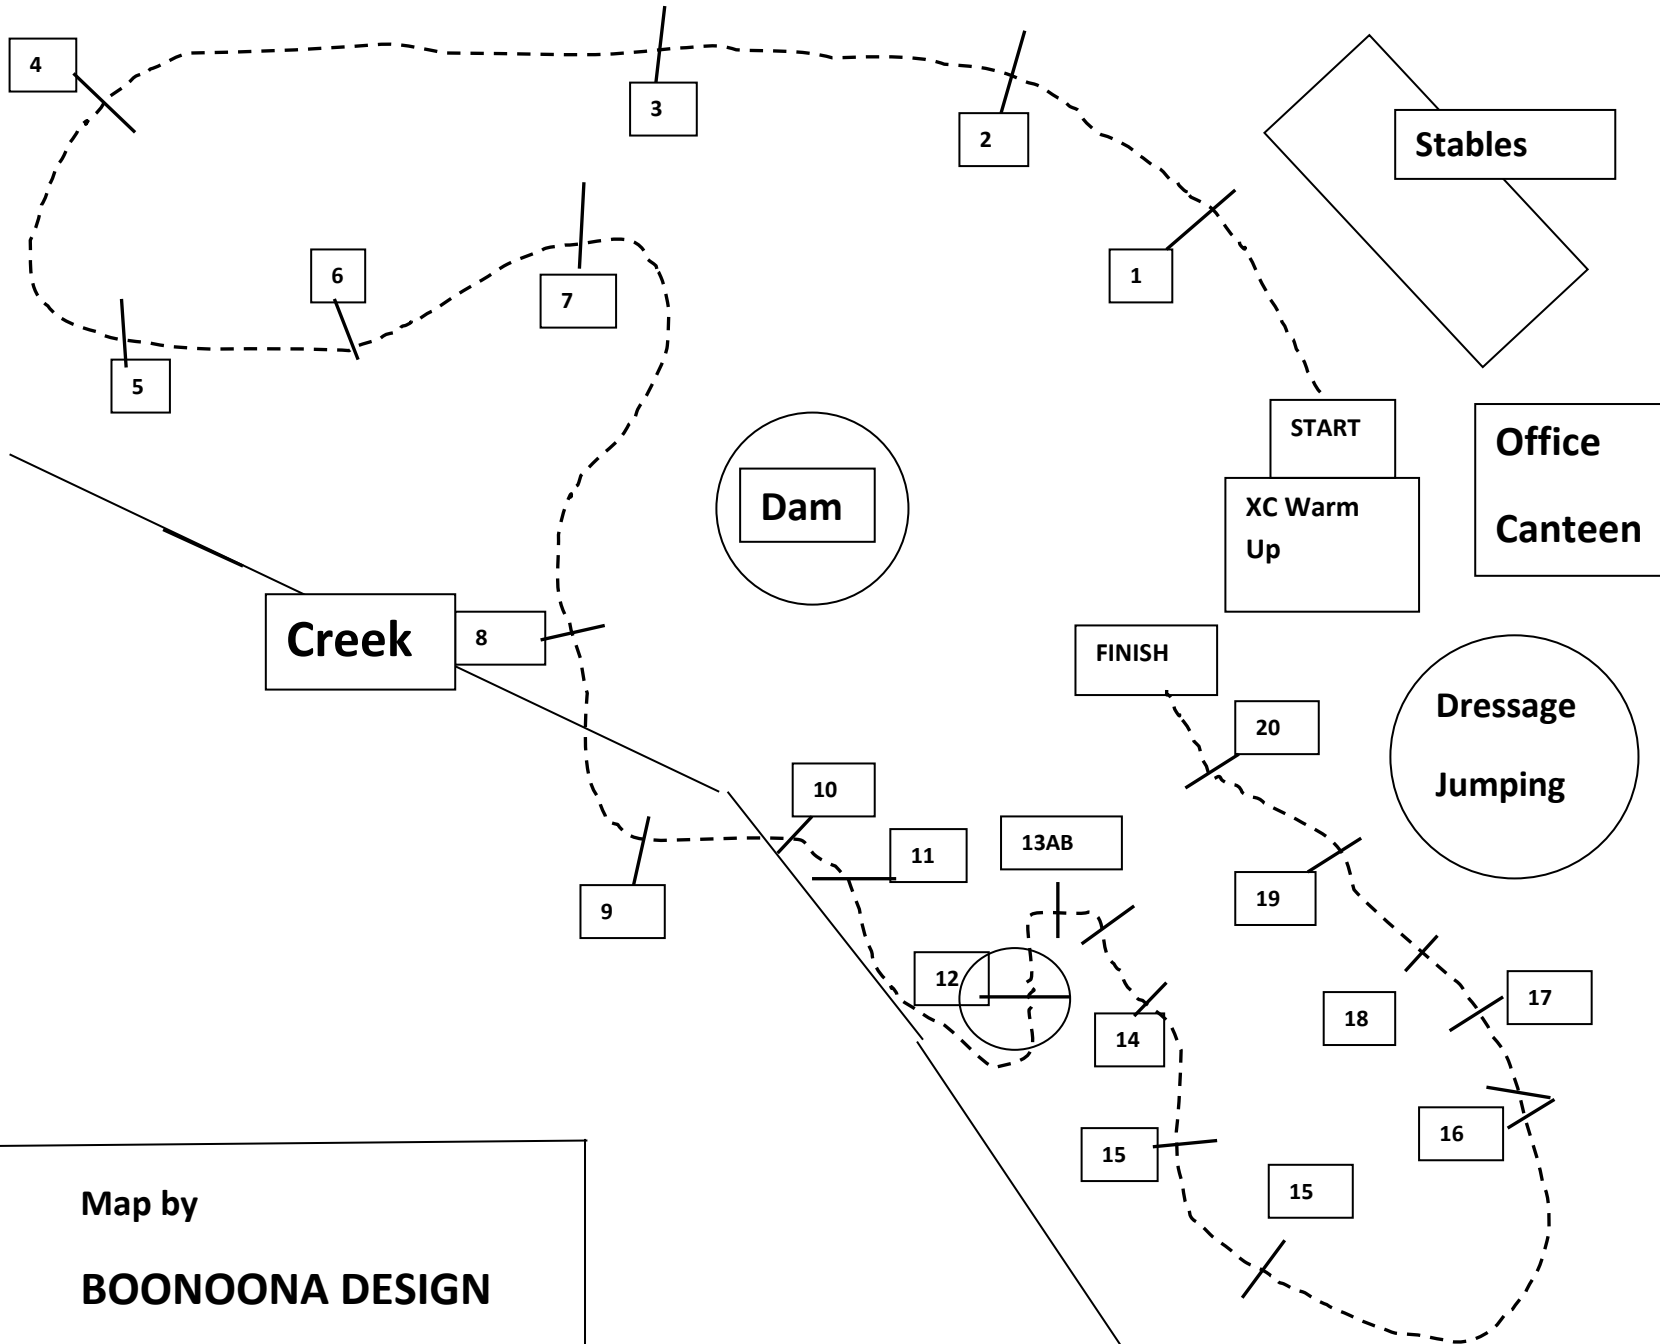 4
3
2
Stables
1
6
7
5
START
Office
Canteen
XC Warm
Up
Dam
Creek
8
FINISH
Dressage
Jumping
20
10
11
13AB
19
9
12
17
18
14
16
15
15
Map by
BOONOONA DESIGN